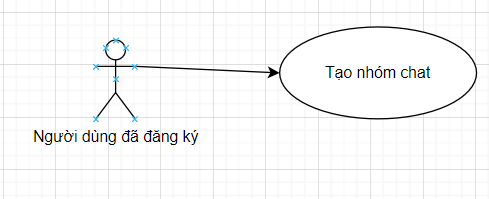 Tạo nhóm chat
Người dùng đã đăng ký